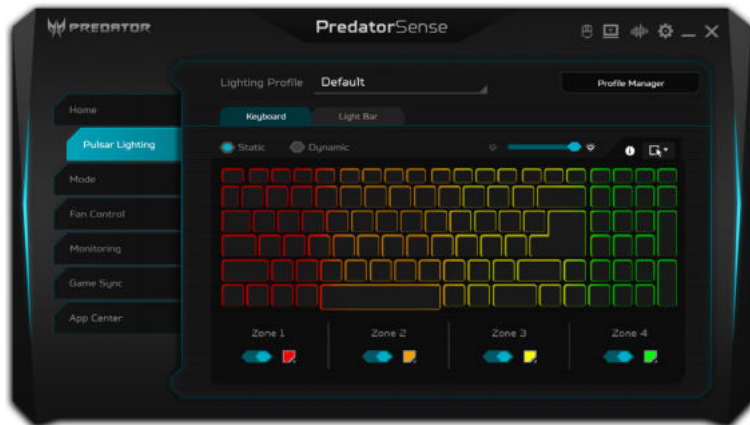 PREDATOR
PredatorSense
Lighting Profile Default
Profile Manager
Home
Keyboard Light Bar
Pulsar Lighting
Static Dynamic
Mode
Fan Control
Monitoring
Game Sync
App Center
Zone 1 Zone 2 Zone 3 Zone 4